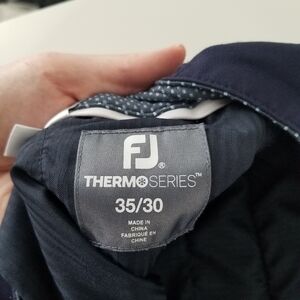 FJ®
THERMOSERIES™
35/30
MADE IN
CHINA
FABRIQUÉ EN
CHINE